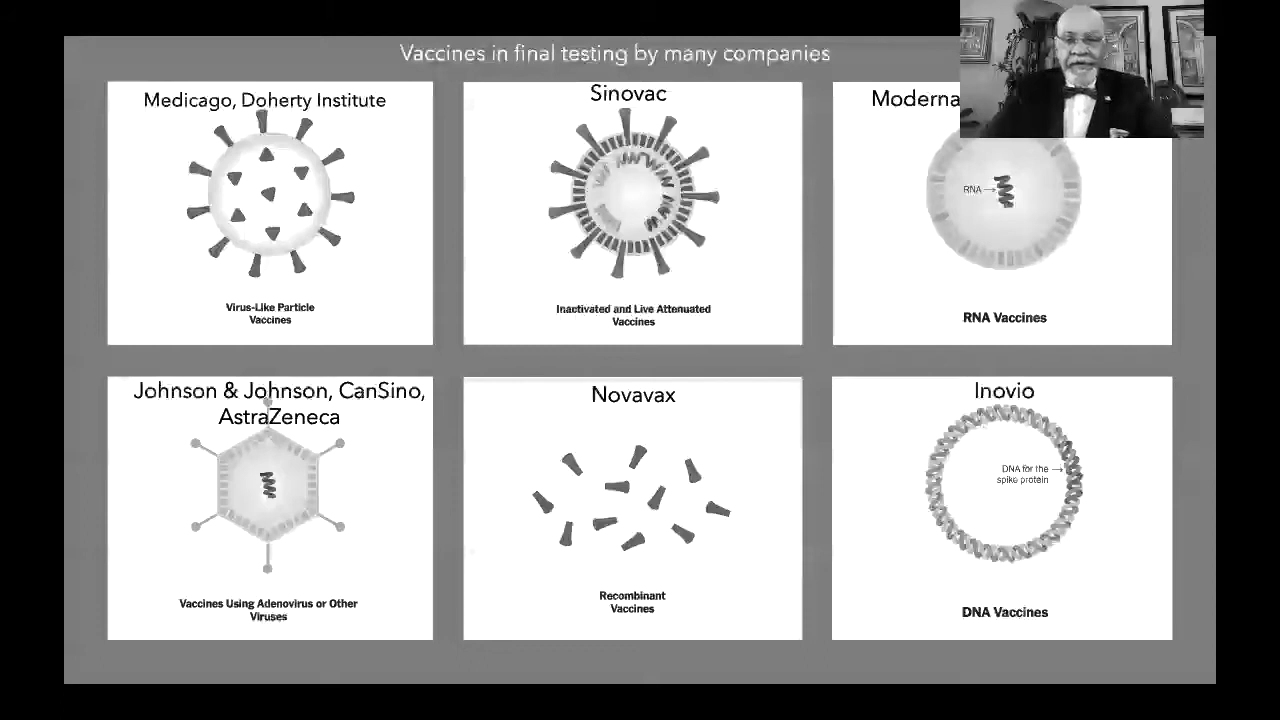 Vaccines in final testing by many companies
Medicago, Doherty Institute
Virus-Like Particle
Vaccines
Sinovac
Inactivated and Live Attenuated
Vaccines
Moderna
RNA
RNA Vaccines
Johnson & Johnson, CanSino,
AstraZeneca
Vaccines Using Adenovirus or Other
Viruses
Novavax
Recombinant
Vaccines
Inovio
DNA for the
spike protein
DNA Vaccines